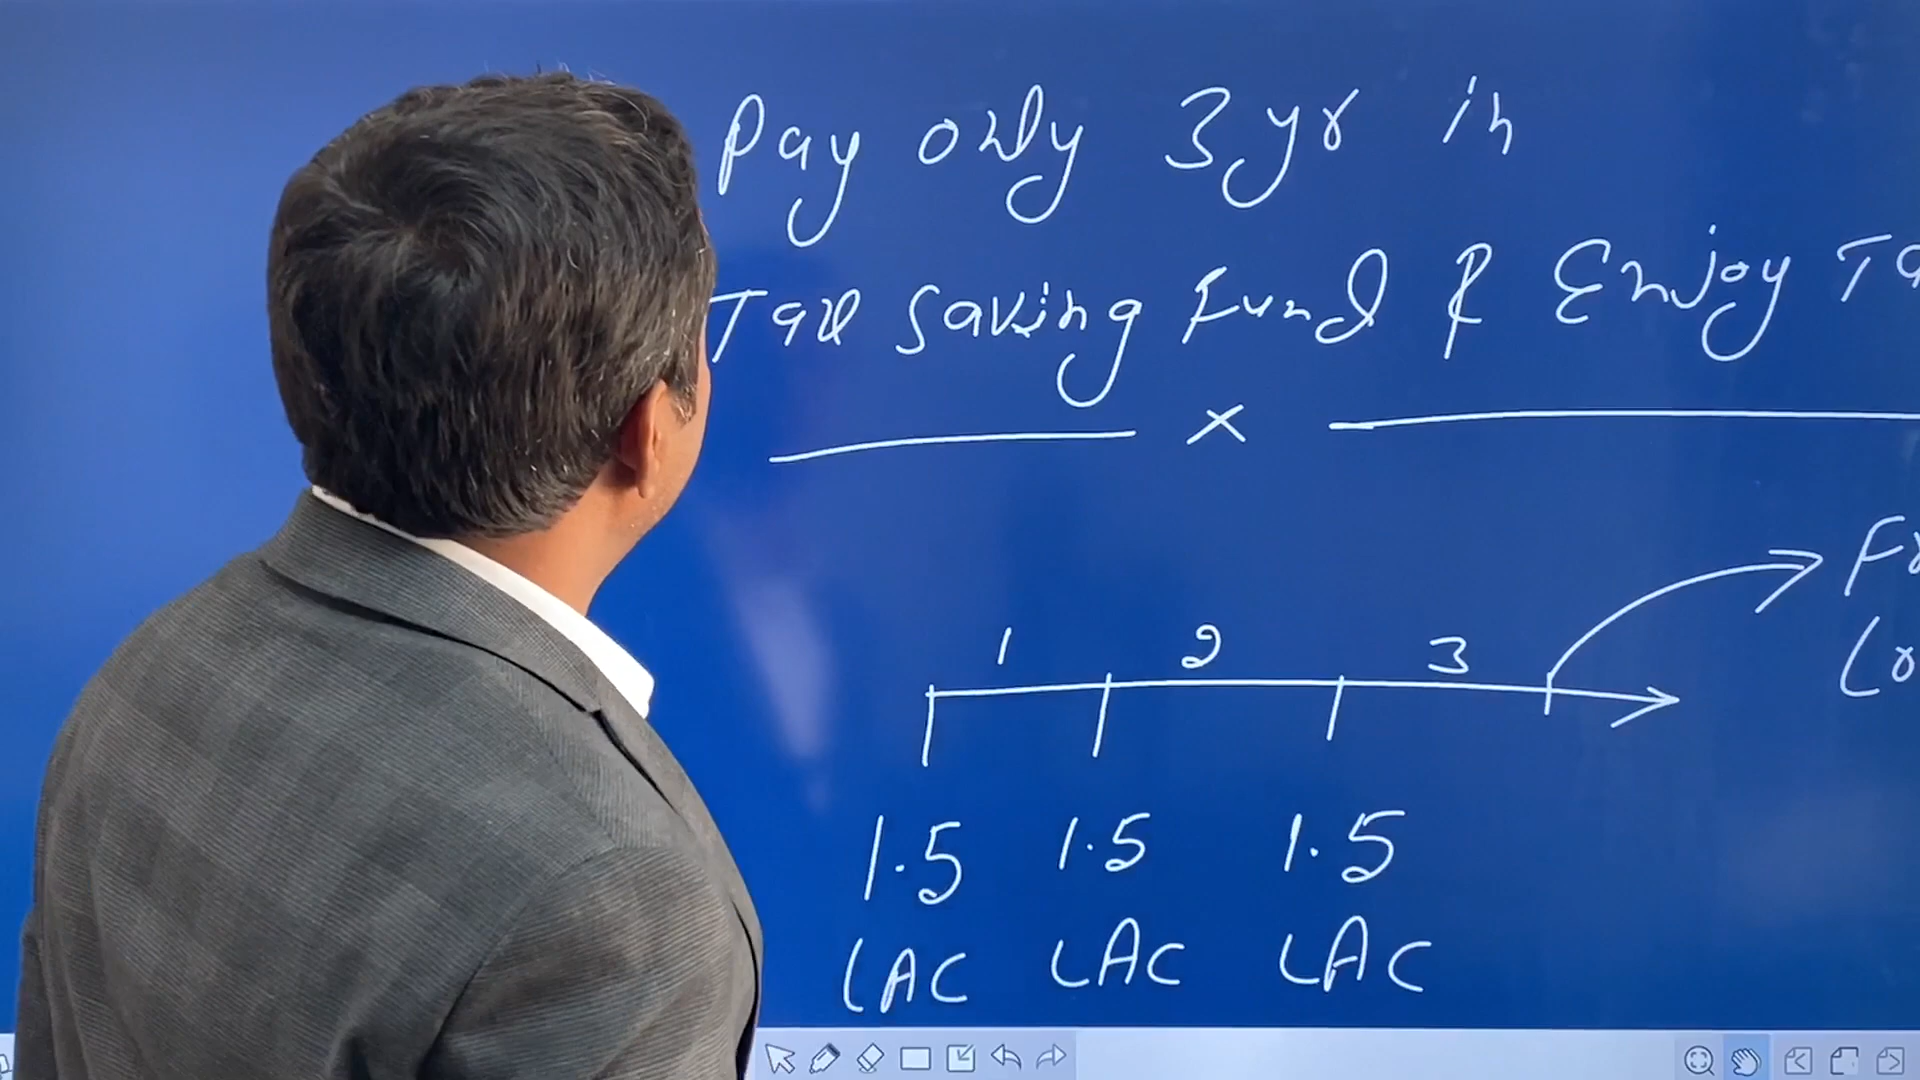 Pay only 3 yr in
Tax Saving Fund & Enjoy
1 2 3
1.5 1.5 1.5
LAC LAC LAC